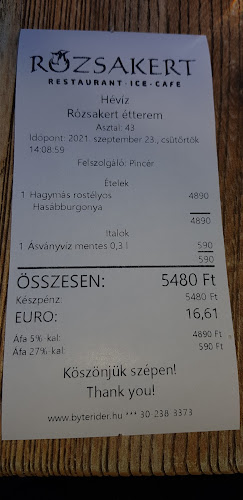 RÓZSAKERT
RESTAURANT·ICE·CAFE
Hévíz
Rózsakert étterem
Asztal: 43
Időpont: 2021. szeptember 23., csütörtök
14:08:59
Felszolgáló: Pincér
Ételek
1 Hagymás rostélyos 4890
Hasábburgonya
4890
Italok
1 Ásványvíz mentes 0,3 l 590
590
ÖSSZESEN: 5480 Ft
Készpénz: 5480 Ft
EURO: 16,61
Áfa 5%-kal: 4890 Ft
Áfa 27%-kal: 590 Ft
Köszönjük szépen!
Thank you!
www.byterider.hu *** 30-238-3373